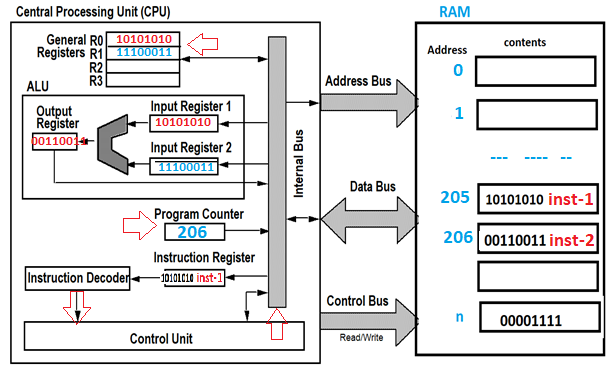 Central Processing Unit (CPU)
General
Registers
R0 10101010
R1 11100011
R2
R3
ALU
Output
Register
00110011
Input Register 1
10101010
Input Register 2
11100011
Internal Bus
Program Counter
206
Instruction Register
10101010 inst-1
Instruction Decoder
Control Unit
Address Bus
Data Bus
Control Bus
Read/Write
RAM
Address contents
0
1
--- ---- --
205 10101010 inst-1
206 00110011 inst-2
n 00001111